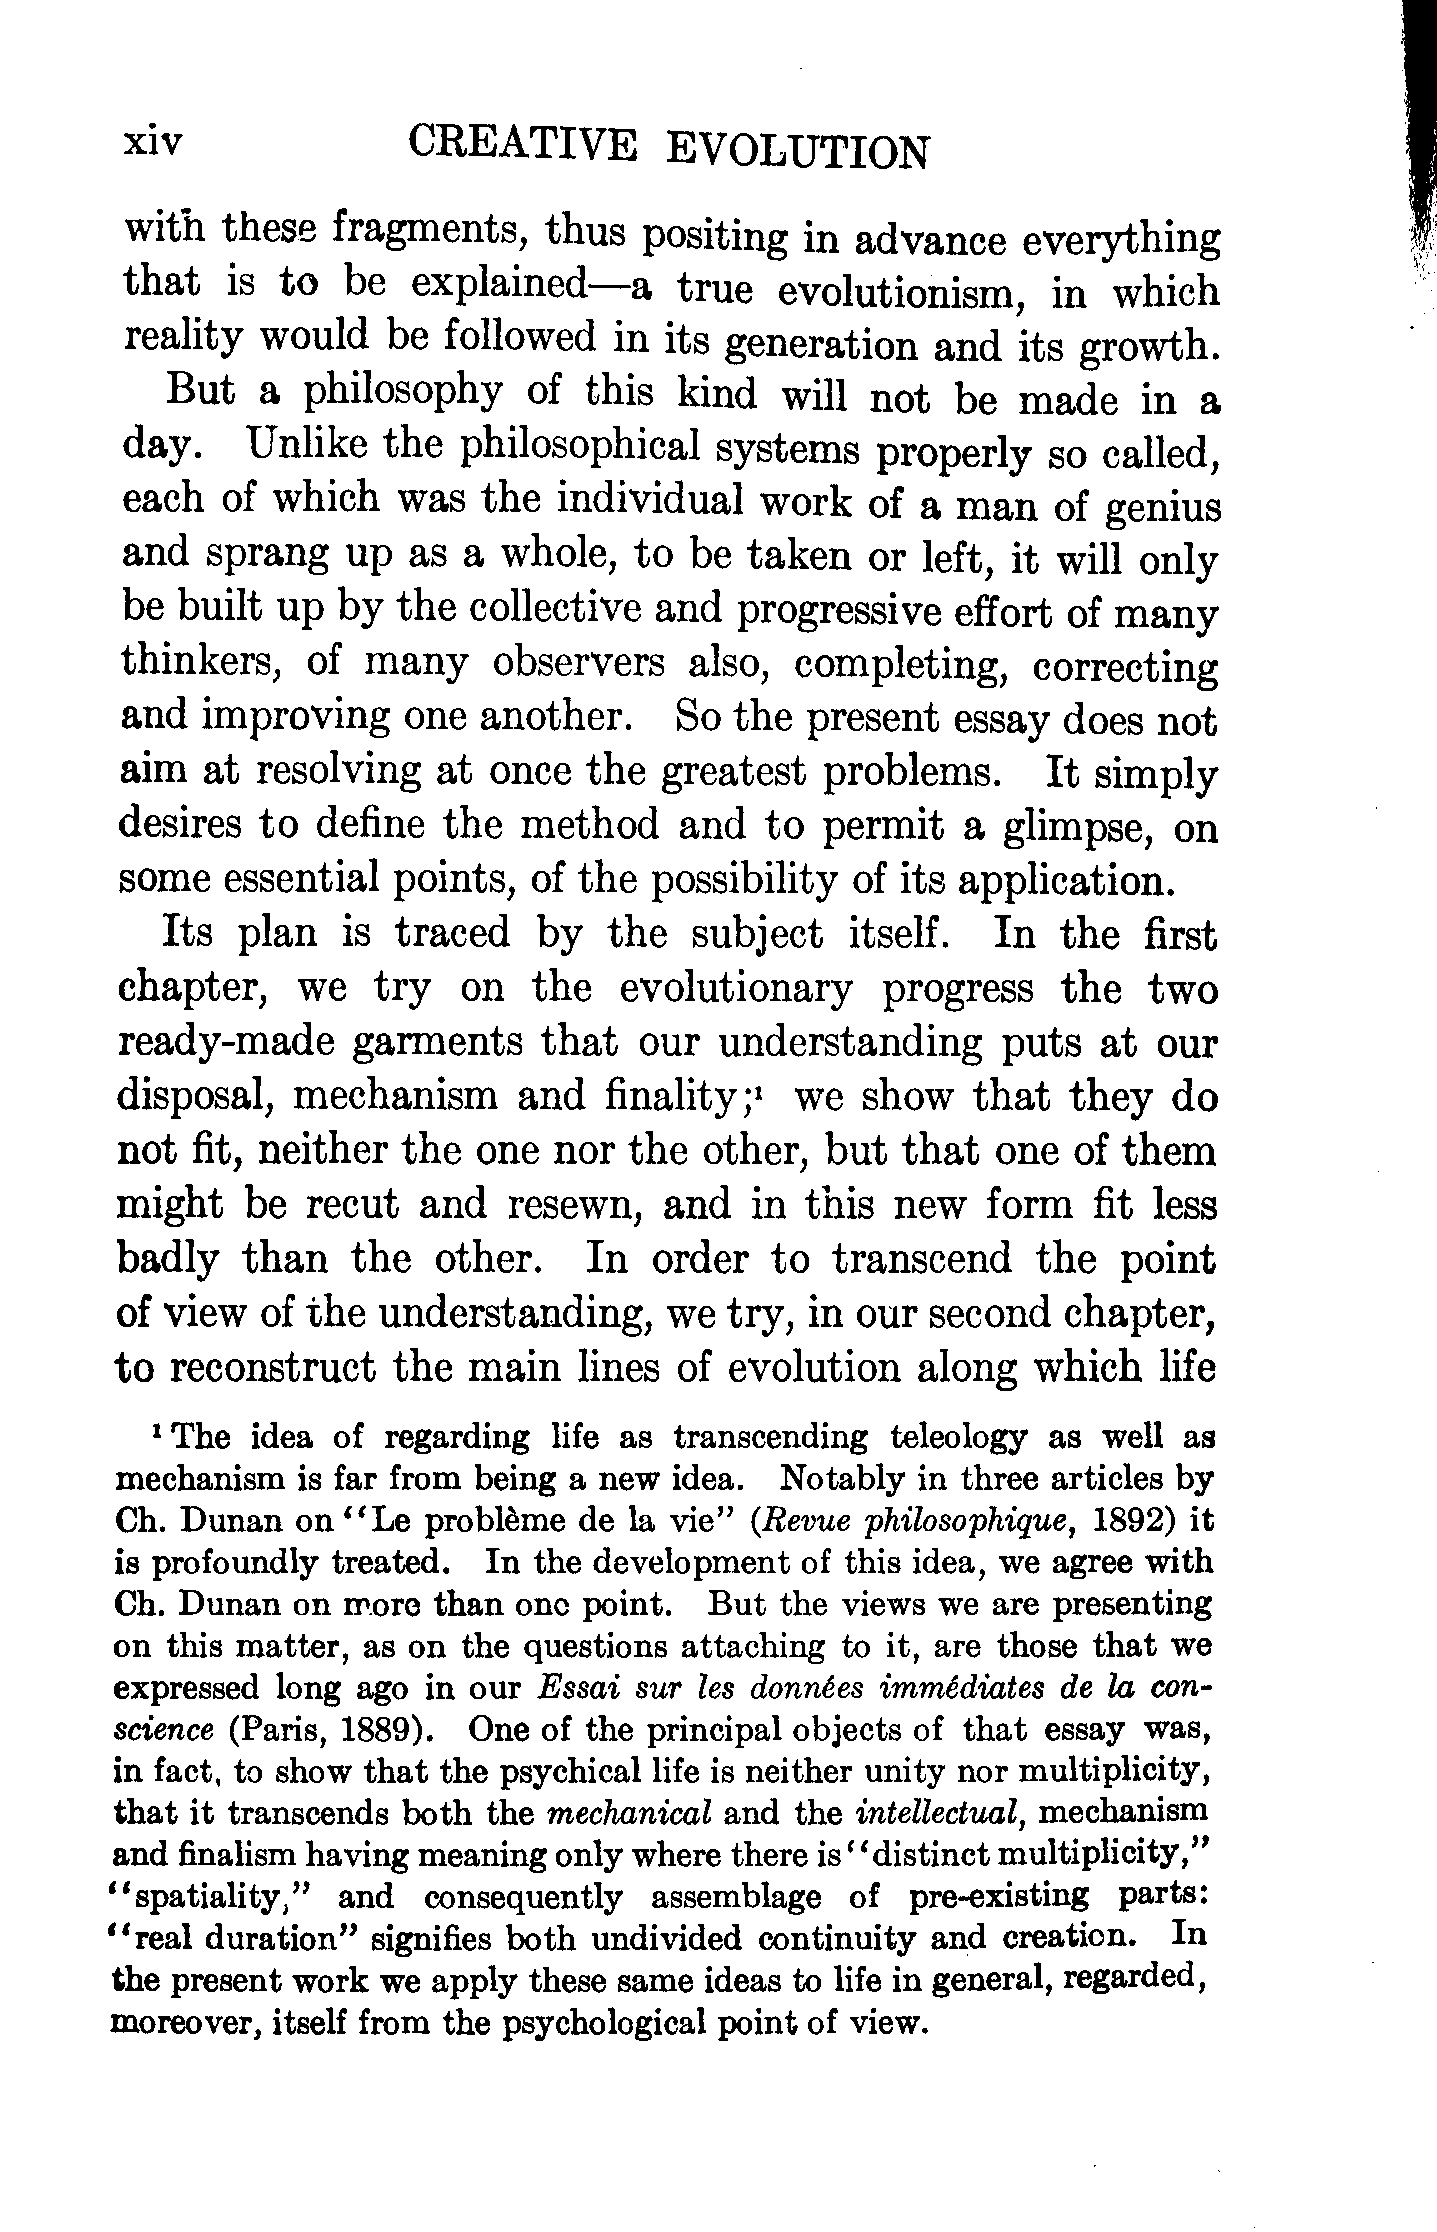 xiv CREATIVE EVOLUTION
with these fragments, thus positing in advance everything
that is to be explained—a true evolutionism, in which
reality would be followed in its generation and its growth.
But a philosophy of this kind will not be made in a
day. Unlike the philosophical systems properly so called,
each of which was the individual work of a man of genius
and sprang up as a whole, to be taken or left, it will only
be built up by the collective and progressive effort of many
thinkers, of many observers also, completing, correcting
and improving one another. So the present essay does not
aim at resolving at once the greatest problems. It simply
desires to define the method and to permit a glimpse, on
some essential points, of the possibility of its application.
Its plan is traced by the subject itself. In the first
chapter, we try on the evolutionary progress the two
ready-made garments that our understanding puts at our
disposal, mechanism and finality;¹ we show that they do
not fit, neither the one nor the other, but that one of them
might be recut and resewn, and in this new form fit less
badly than the other. In order to transcend the point
of view of the understanding, we try, in our second chapter,
to reconstruct the main lines of evolution along which life
¹ The idea of regarding life as transcending teleology as well as
mechanism is far from being a new idea. Notably in three articles by
Ch. Dunan on “Le problème de la vie” (Revue philosophique, 1892) it
is profoundly treated. In the development of this idea, we agree with
Ch. Dunan on more than one point. But the views we are presenting
on this matter, as on the questions attaching to it, are those that we
expressed long ago in our Essai sur les données immédiates de la con-
science (Paris, 1889). One of the principal objects of that essay was,
in fact, to show that the psychical life is neither unity nor multiplicity,
that it transcends both the mechanical and the intellectual, mechanism
and finalism having meaning only where there is “distinct multiplicity,”
“spatiality,” and consequently assemblage of pre-existing parts:
“real duration” signifies both undivided continuity and creation. In
the present work we apply these same ideas to life in general, regarded,
moreover, itself from the psychological point of view.